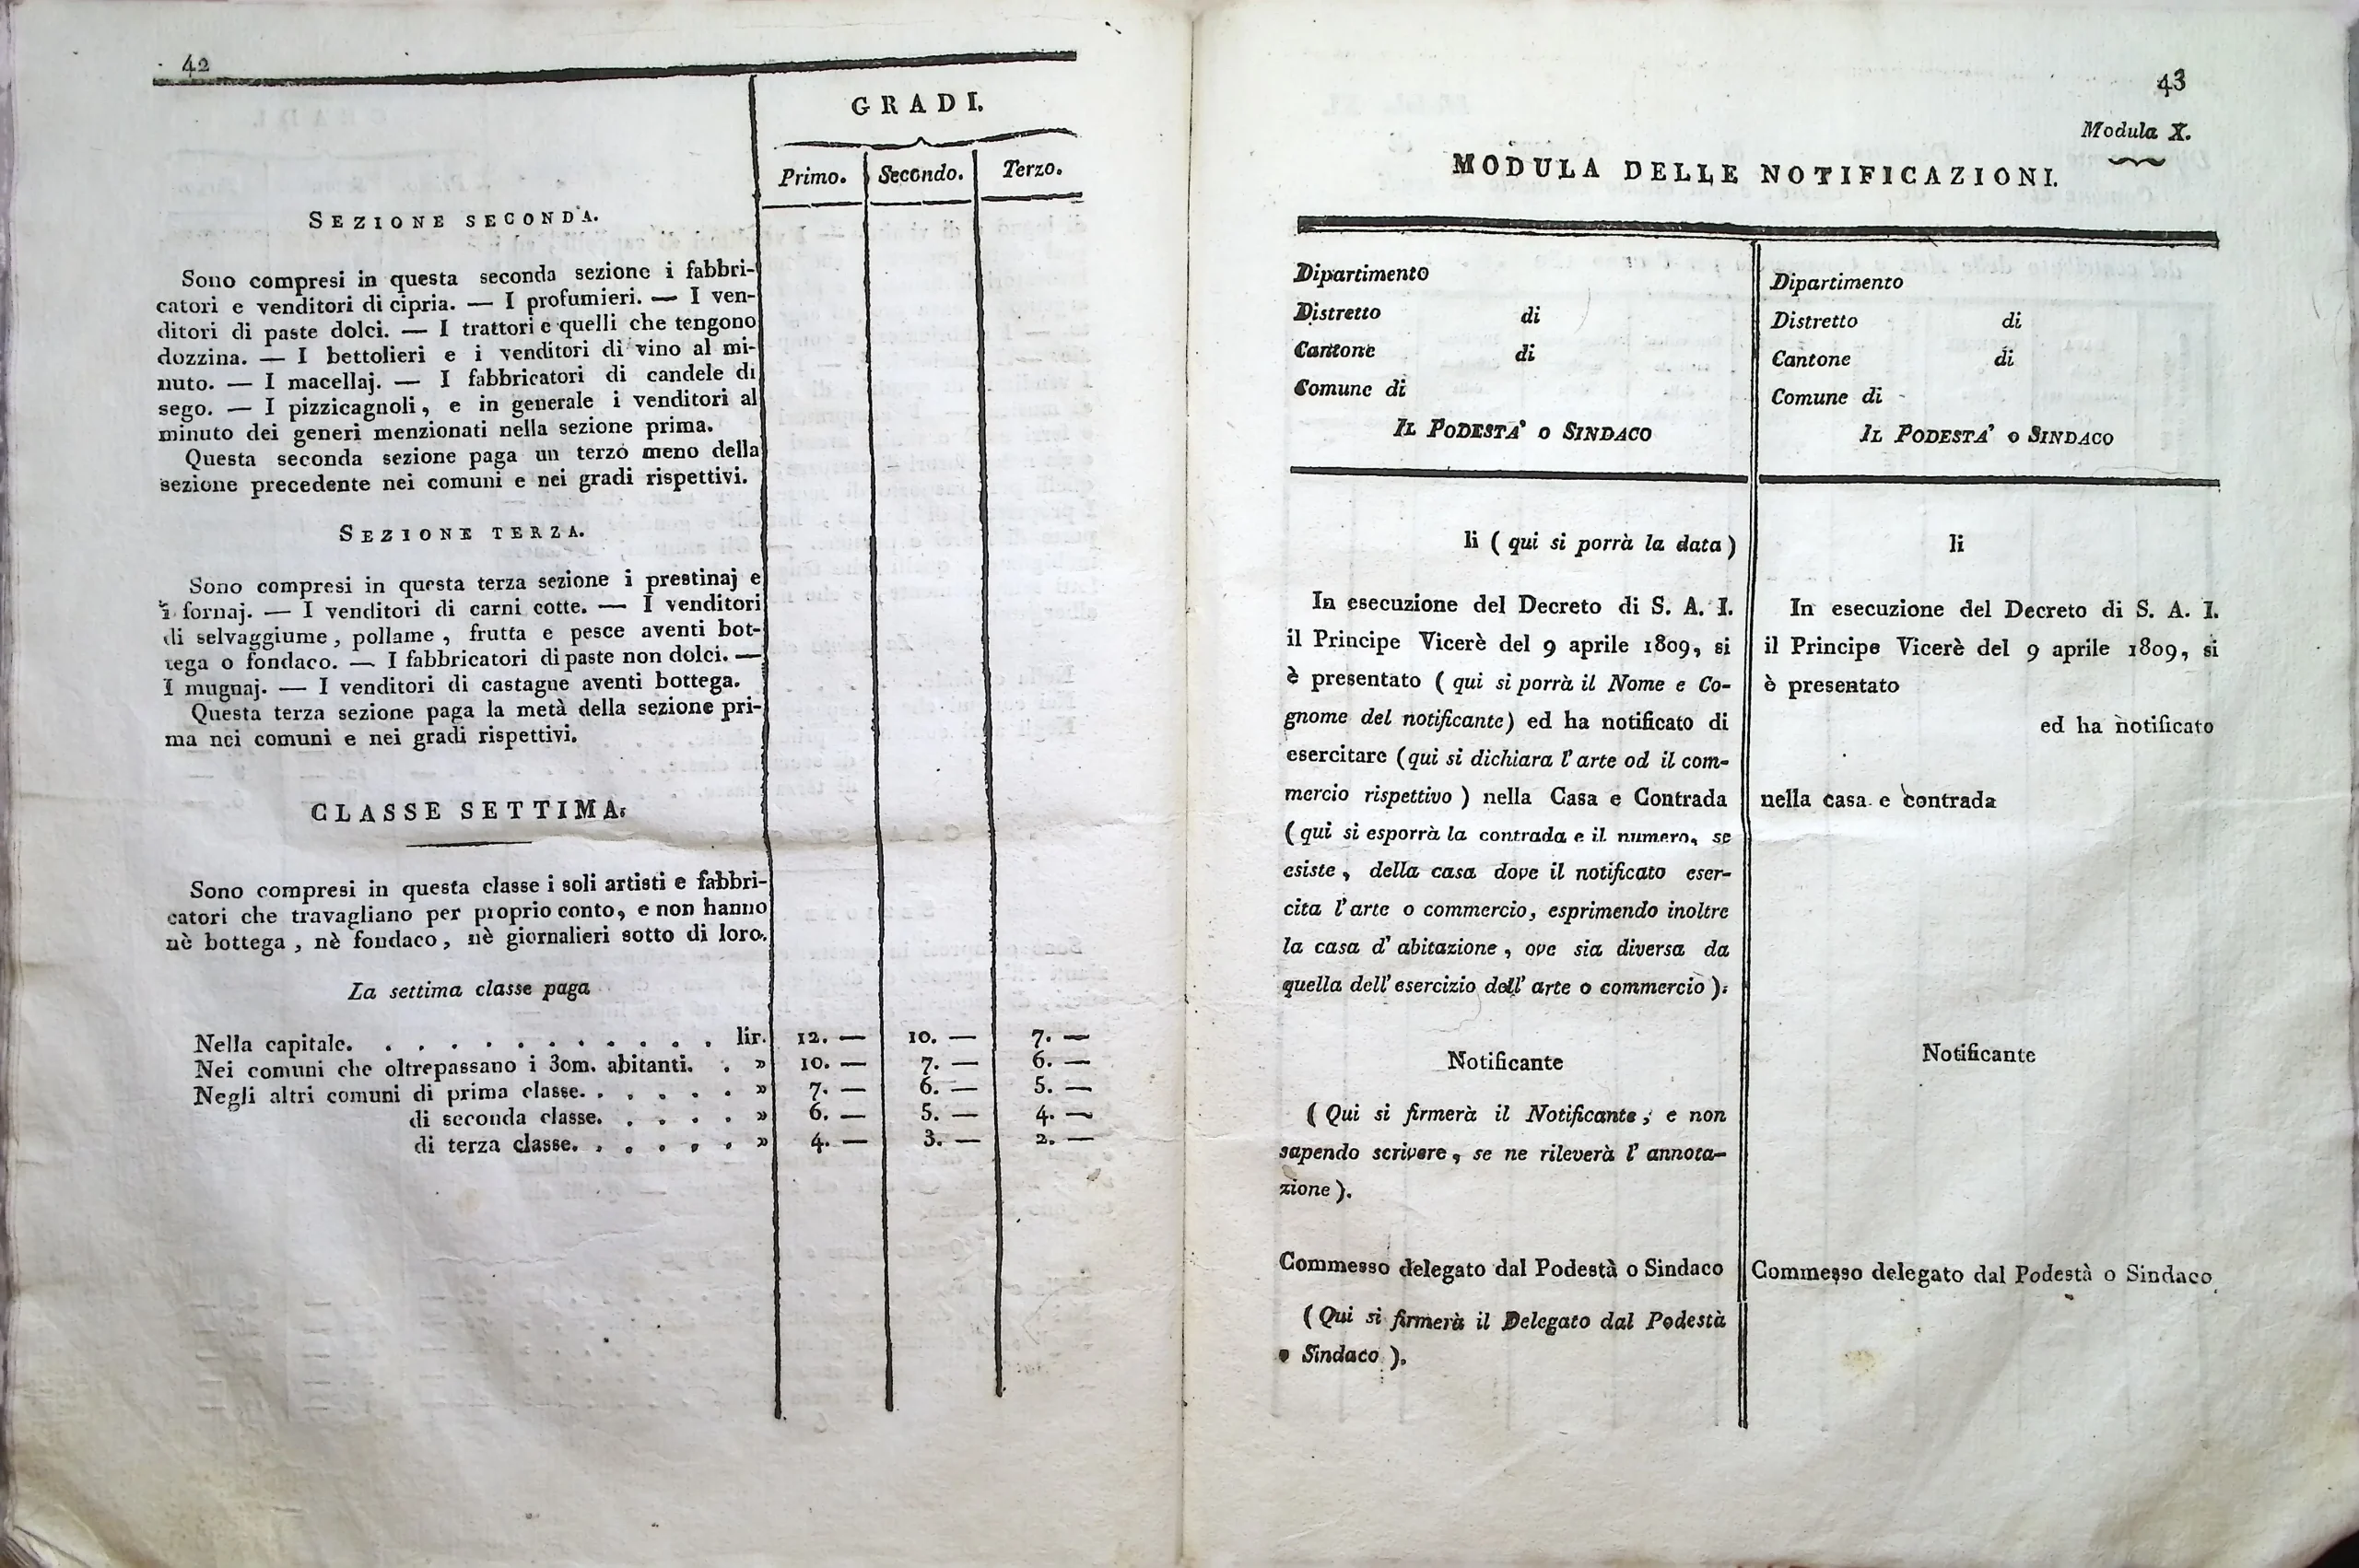 42
GRADI.
Primo. Secondo. Terzo.
SEZIONE SECONDA.
Sono compresi in questa seconda sezione i fabbri-
catori e venditori di cipria. — I profumieri. — I ven-
ditori di paste dolci. — I trattori e quelli che tengono
dozzina. — I bettolieri e i venditori di vino al mi-
nuto. — I macellaj. — I fabbricatori di candele di
sego. — I pizzicagnoli, e in generale i venditori al
minuto dei generi menzionati nella sezione prima.
Questa seconda sezione paga un terzo meno della
sezione precedente nei comuni e nei gradi rispettivi.
SEZIONE TERZA.
Sono compresi in questa terza sezione i prestinaj e
i fornaj. — I venditori di carni cotte. — I venditori
di selvaggiume, pollame, frutta e pesce aventi bot-
tega o fondaco. — I fabbricatori di paste non dolci. —
I mugnaj. — I venditori di castagne aventi bottega.
Questa terza sezione paga la metà della sezione pri-
ma nei comuni e nei gradi rispettivi.
CLASSE SETTIMA.
Sono compresi in questa classe i soli artisti e fabbri-
catori che travagliano per proprio conto, e non hanno
nè bottega, nè fondaco, nè giornalieri sotto di loro.
La settima classe paga
Nella capitale. . . . . . . . . . . . lir. 12. — 10. — 7. —
Nei comuni che oltrepassano i 30m. abitanti. . » 10. — 7. — 6. —
Negli altri comuni di prima classe. . . . . . » 7. — 6. — 5. —
di seconda classe. . . . . » 6. — 5. — 4. —
di terza classe. . . . . . » 4. — 3. — 2. —
43
Modula X.
MODULA DELLE NOTIFICAZIONI.
Dipartimento
Distretto di
Cantone di
Comune di
IL PODESTA' O SINDACO
li ( qui si porrà la data )
In esecuzione del Decreto di S. A. I.
il Principe Vicerè del 9 aprile 1809, si
è presentato ( qui si porrà il Nome e Co-
gnome del notificante) ed ha notificato di
esercitare (qui si dichiara l'arte od il com-
mercio rispettivo ) nella Casa e Contrada
( qui si esporrà la contrada e il numero, se
esiste, della casa dove il notificato eser-
cita l'arte o commercio, esprimendo inoltre
la casa d'abitazione, ove sia diversa da
quella dell'esercizio dell'arte o commercio ).
Notificante
( Qui si firmerà il Notificante, e non
sapendo scrivere, se ne rileverà l'annota-
zione ).
Commesso delegato dal Podestà o Sindaco
( Qui si firmerà il Delegato dal Podestà
o Sindaco ).
Dipartimento
Distretto di
Cantone di
Comune di
IL PODESTA' O SINDACO
li
In esecuzione del Decreto di S. A. I.
il Principe Vicerè del 9 aprile 1809, si
è presentato
ed ha notificato
nella casa e contrada
Notificante
Commesso delegato dal Podestà o Sindaco